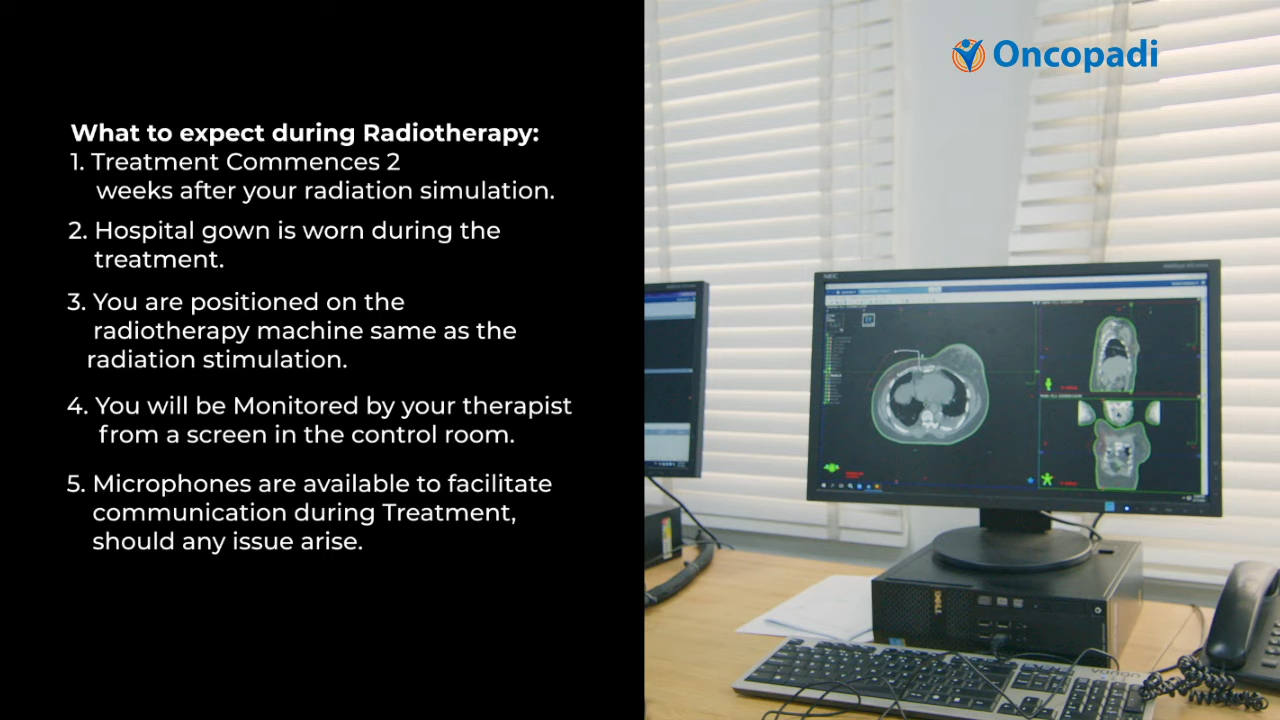 What to expect during Radiotherapy:
1. Treatment Commences 2
weeks after your radiation simulation.
2. Hospital gown is worn during the
treatment.
3. You are positioned on the
radiotherapy machine same as the
radiation stimulation.
4. You will be Monitored by your therapist
from a screen in the control room.
5. Microphones are available to facilitate
communication during Treatment,
should any issue arise.
Oncopadi
NEC
DELL
varian